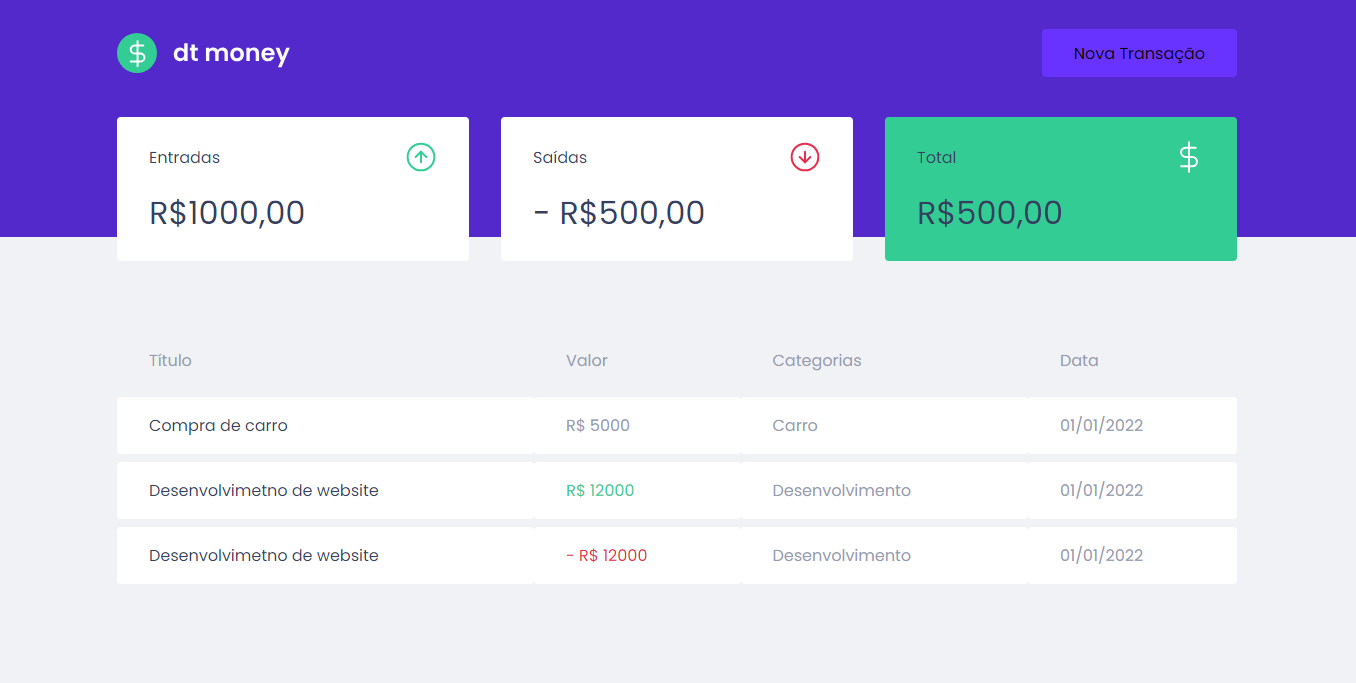 dt money
Nova Transação
Entradas
R$1000,00
Saídas
- R$500,00
Total
R$500,00
Título Valor Categorias Data
Compra de carro R$ 5000 Carro 01/01/2022
Desenvolvimetno de website R$ 12000 Desenvolvimento 01/01/2022
Desenvolvimetno de website - R$ 12000 Desenvolvimento 01/01/2022